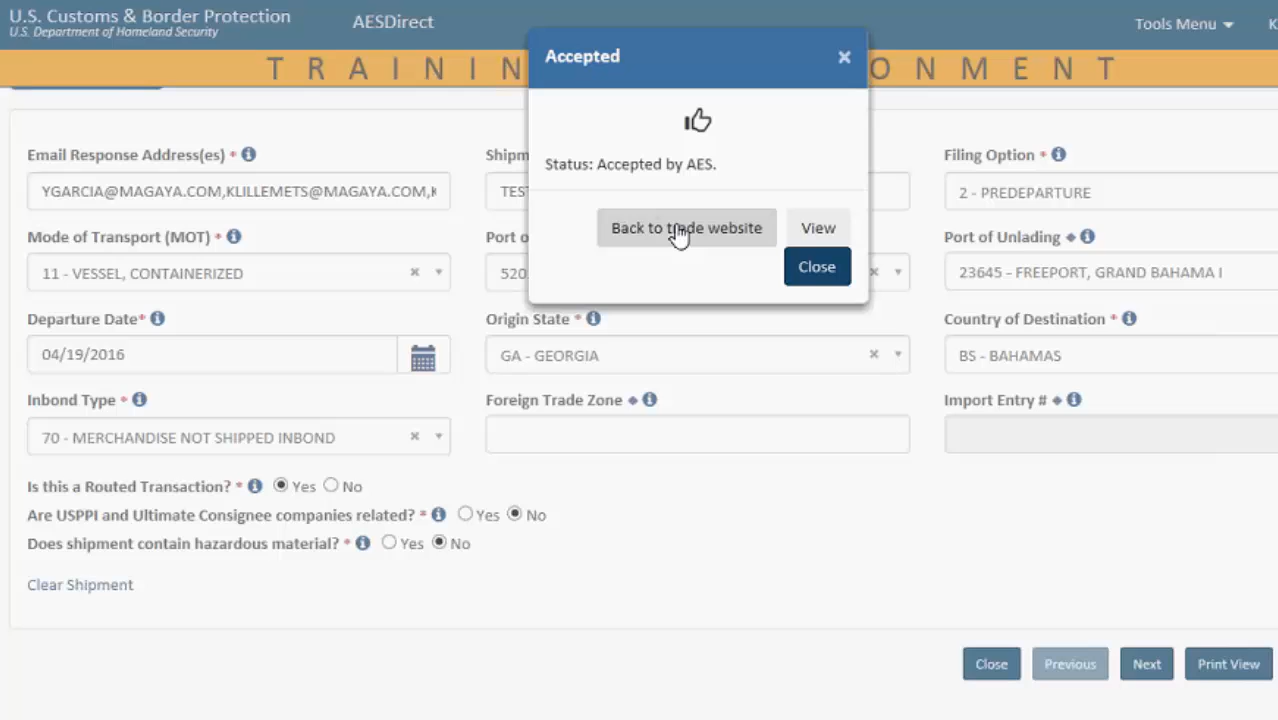 U.S. Customs & Border Protection
U.S. Department of Homeland Security
AESDirect
Tools Menu
K
T R A I N I N
O N M E N T
Accepted
×
Status: Accepted by AES.
Back to trade website
View
Close
Email Response Address(es) *
Shipm
Filing Option *
YGARCIA@MAGAYA.COM,KLILLEMETS@MAGAYA.COM,K
TES
2 - PREDEPARTURE
Mode of Transport (MOT) *
Port o
Port of Unlading
11 - VESSEL, CONTAINERIZED
520
23645 - FREEPORT, GRAND BAHAMA I
Departure Date*
Origin State *
Country of Destination *
04/19/2016
GA - GEORGIA
BS - BAHAMAS
Inbond Type *
Foreign Trade Zone
Import Entry #
70 - MERCHANDISE NOT SHIPPED INBOND
Is this a Routed Transaction? * Yes No
Are USPPI and Ultimate Consignee companies related? * Yes No
Does shipment contain hazardous material? * Yes No
Clear Shipment
Close
Previous
Next
Print View